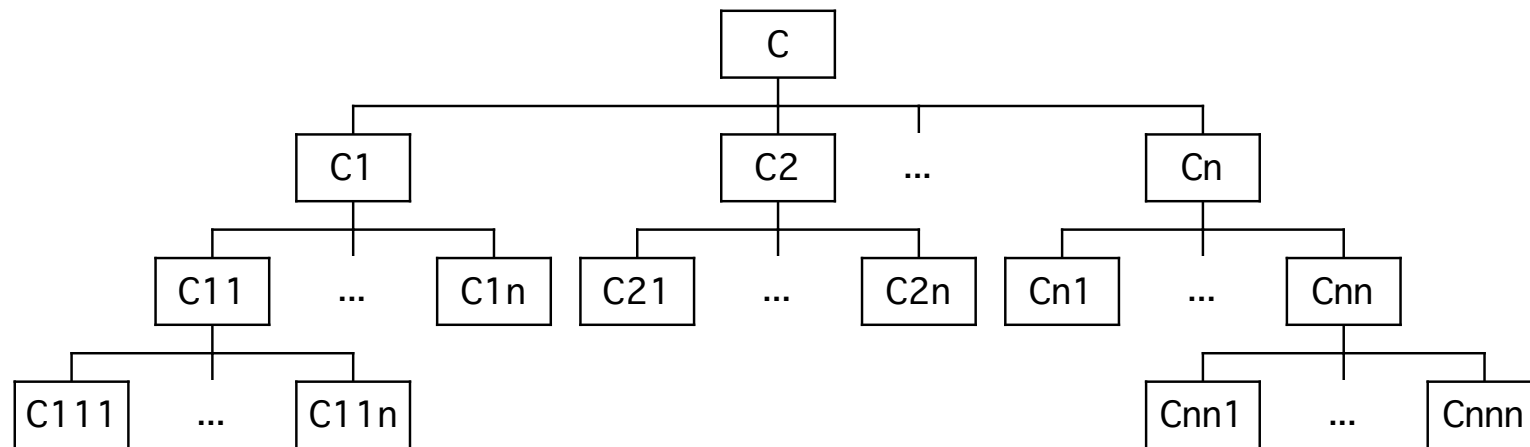 C
C1 C2 ... Cn
C11 ... C1n C21 ... C2n Cn1 ... Cnn
C111 ... C11n Cnn1 ... Cnnn